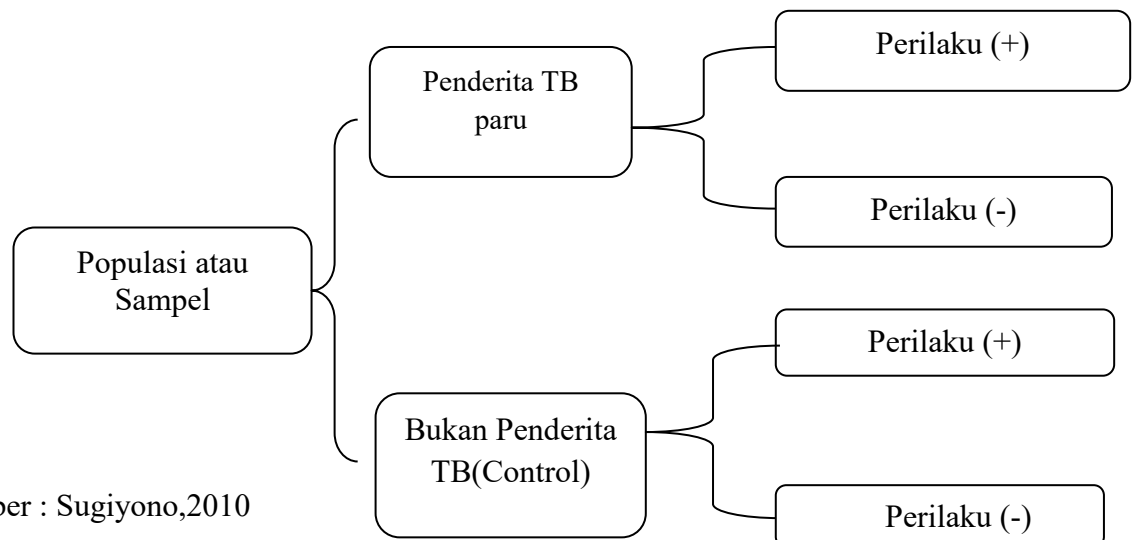 Perilaku (+)
Penderita TB
paru
Perilaku (-)
Populasi atau
Sampel
Perilaku (+)
Bukan Penderita
TB(Control)
Perilaku (-)
: Sugiyono,2010